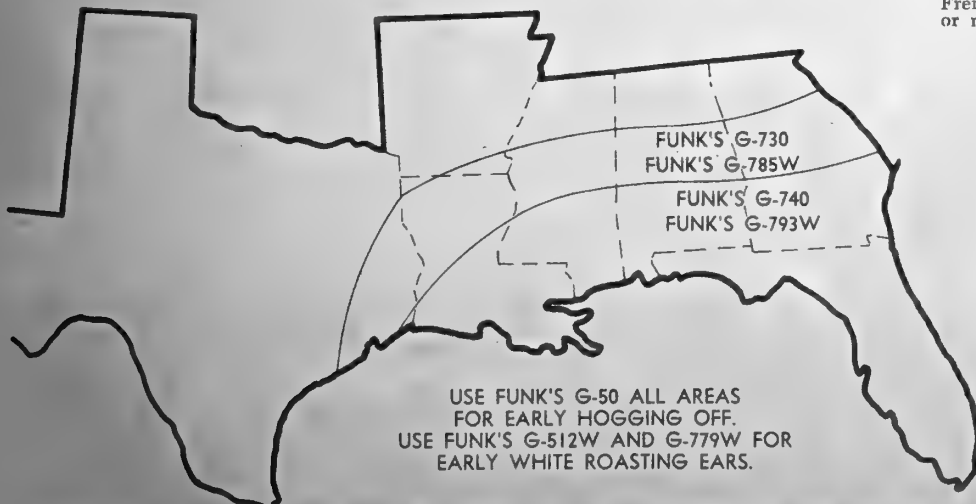 or
FUNK'S G-730
FUNK'S G-785W
FUNK'S G-740
FUNK'S G-793W
USE FUNK'S G-50 ALL AREAS
FOR EARLY HOGGING OFF.
USE FUNK'S G-512W AND G-779W FOR
EARLY WHITE ROASTING EARS.